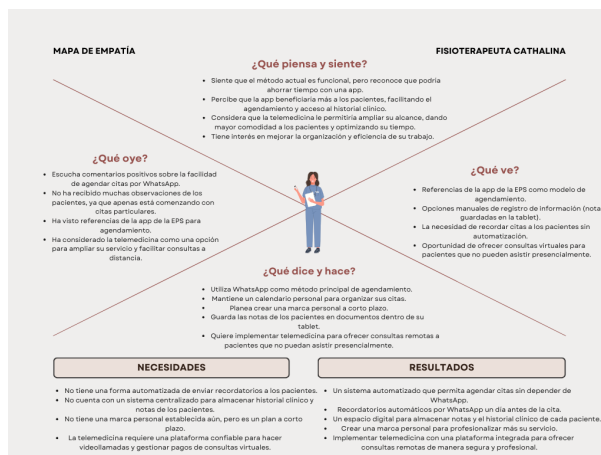 MAPA DE EMPATÍA
FISIOTERAPEUTA CATHALINA
¿Qué piensa y siente?
• Siente que el método actual es funcional, pero reconoce que podría
ahorrar tiempo con una app.
• Percibe que la app beneficiaría más a los pacientes, facilitando el
agendamiento y acceso al historial clínico.
• Considera que la telemedicina le permitiría ampliar su alcance, dando
mayor comodidad a los pacientes y optimizando su tiempo.
• Tiene interés en mejorar la organización y eficiencia de su trabajo.
¿Qué oye?
• Escucha comentarios positivos sobre la facilidad
de agendar citas por WhatsApp.
• No ha recibido muchas observaciones de los
pacientes, ya que apenas está comenzando con
citas particulares.
• Ha visto referencias de la app de la EPS para
agendamiento.
• Ha considerado la telemedicina como una opción
para ampliar su servicio y facilitar consultas a
distancia.
¿Qué ve?
• Referencias de la app de la EPS como modelo de
agendamiento.
• Opciones manuales de registro de información (nota
guardadas en la tablet).
• La necesidad de recordar citas a los pacientes sin
automatización.
• Oportunidad de ofrecer consultas virtuales para
pacientes que no pueden asistir presencialmente.
¿Qué dice y hace?
• Utiliza WhatsApp como método principal de agendamiento.
• Mantiene un calendario personal para organizar sus citas.
• Planea crear una marca personal a corto plazo.
• Guarda las notas de los pacientes en documentos dentro de su
tablet.
• Quiere implementar telemedicina para ofrecer consultas remotas a
pacientes que no puedan asistir presencialmente.
NECESIDADES
• No tiene una forma automatizada de enviar recordatorios a los pacientes.
• No cuenta con un sistema centralizado para almacenar historial clínico y
notas de los pacientes.
• No tiene una marca personal establecida aún, pero es un plan a corto
plazo.
• La telemedicina requiere una plataforma confiable para hacer
videollamadas y gestionar pagos de consultas virtuales.
RESULTADOS
• Un sistema automatizado que permita agendar citas sin depender de
WhatsApp.
• Recordatorios automáticos por WhatsApp un día antes de la cita.
• Un espacio digital para almacenar notas y el historial clínico de cada paciente.
• Crear una marca personal para profesionalizar más su servicio.
• Implementar telemedicina con una plataforma integrada para ofrecer
consultas remotas de manera segura y profesional.